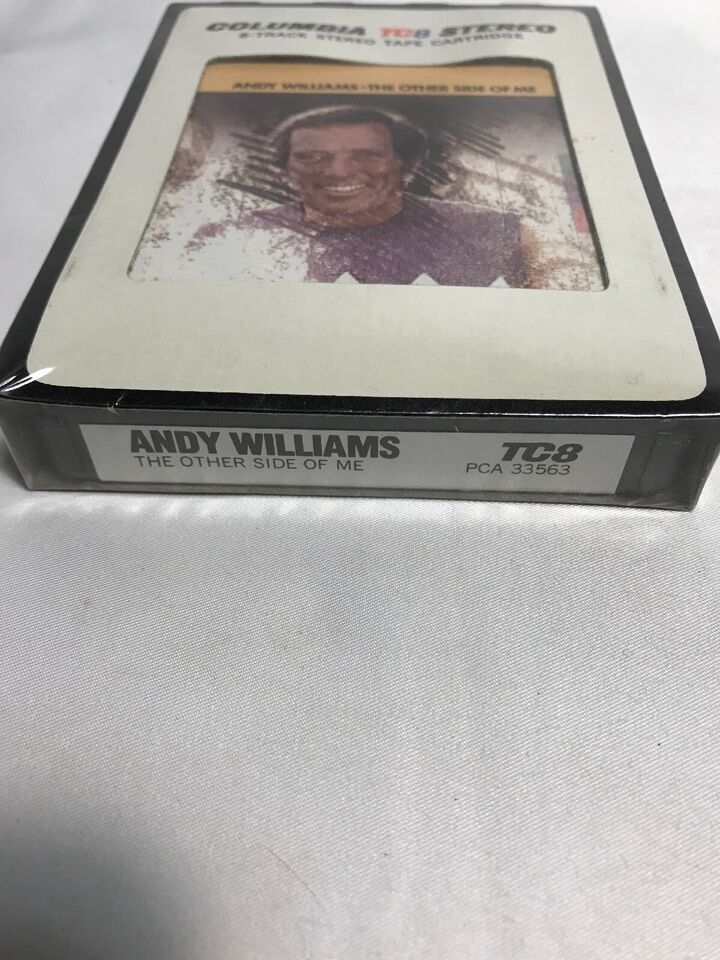 COLUMBIA TC8 STEREO
8-TRACK STEREO TAPE CARTRIDGE
ANDY WILLIAMS • THE OTHER SIDE OF ME
ANDY WILLIAMS
THE OTHER SIDE OF ME
TC8
PCA 33563